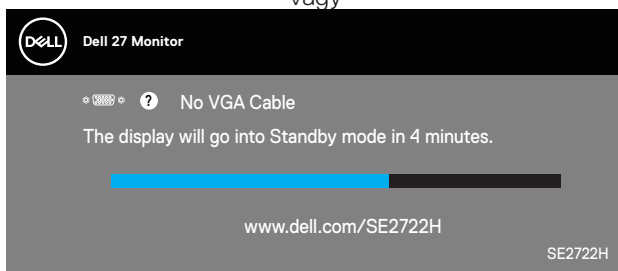 vagy
DELL
Dell 27 Monitor
? No VGA Cable
The display will go into Standby mode in 4 minutes.
www.dell.com/SE2722H
SE2722H